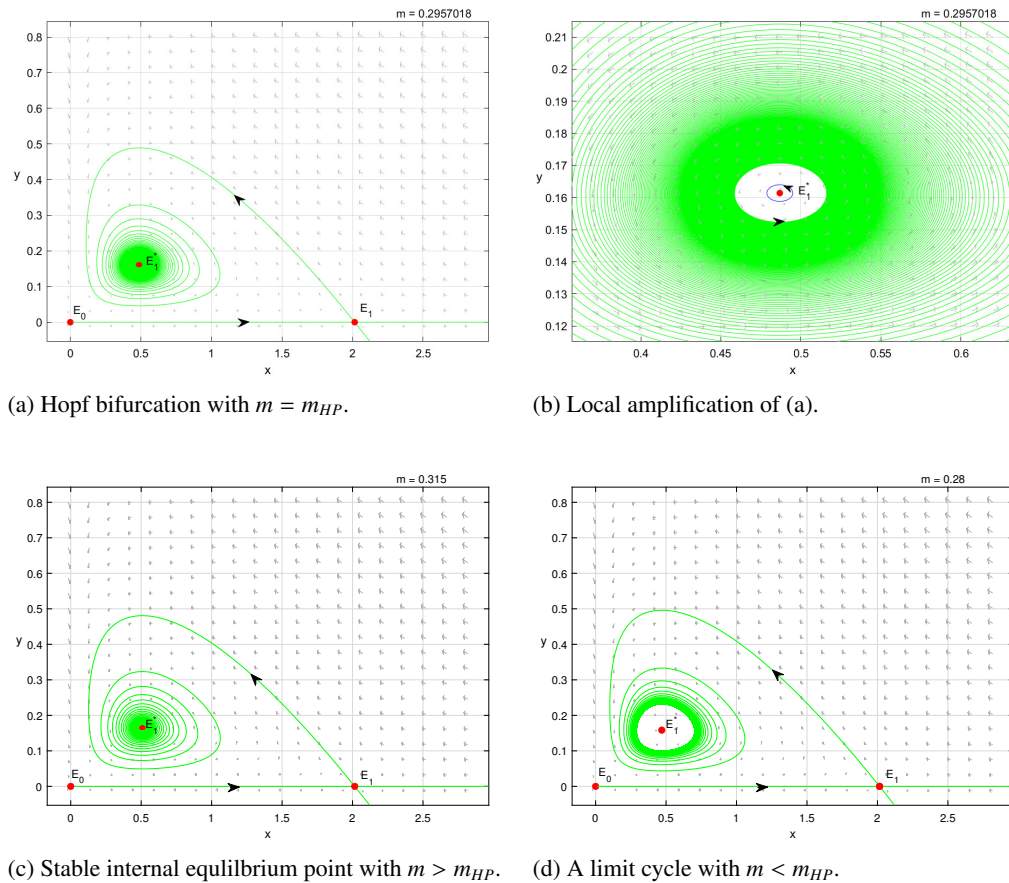 m = 0.2957018
0.8
0.7
0.6
0.5
y
0.4
0.3
0.2
0.1
0
E1*
E0
E1
0
0.5
1
1.5
2
2.5
x
(a) Hopf bifurcation with m = mHP.
m = 0.2957018
0.21
0.2
0.19
0.18
y
0.17
0.16
0.15
0.14
0.13
0.12
E1*
0.4
0.45
0.5
0.55
0.6
x
(b) Local amplification of (a).
m = 0.315
0.8
0.7
0.6
0.5
y
0.4
0.3
0.2
0.1
0
E1*
E0
E1
0
0.5
1
1.5
2
2.5
x
(c) Stable internal equlilbrium point with m > mHP.
m = 0.28
0.8
0.7
0.6
0.5
y
0.4
0.3
0.2
0.1
0
E1*
E0
E1
0
0.5
1
1.5
2
2.5
x
(d) A limit cycle with m < mHP.